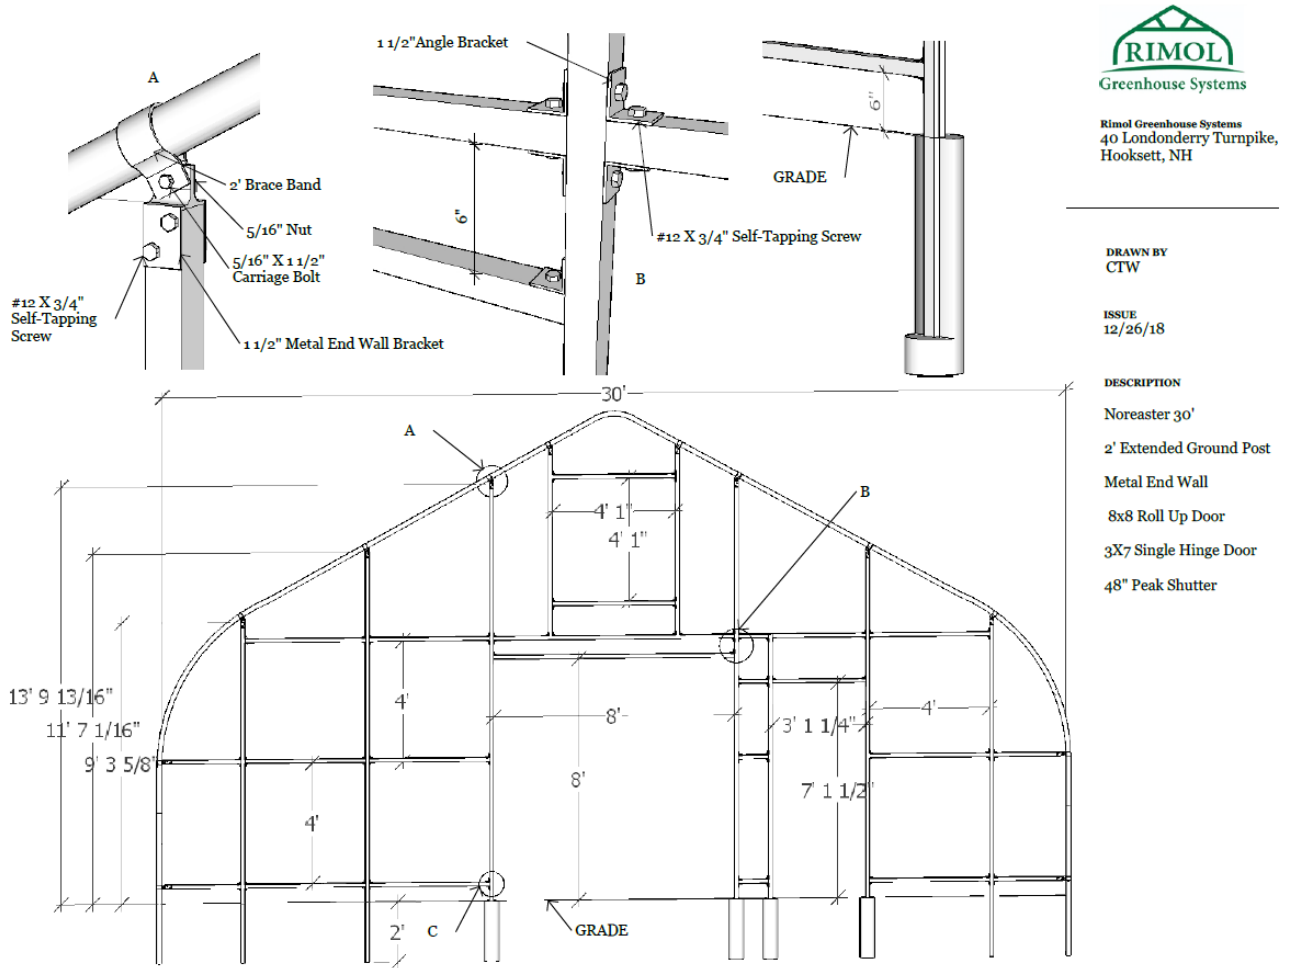 1 1/2"Angle Bracket
A
6"
RIMOL
Greenhouse Systems
Rimol Greenhouse Systems
40 Londonderry Turnpike,
Hooksett, NH
2' Brace Band
GRADE
5/16" Nut
6"
#12 X 3/4" Self-Tapping Screw
5/16" X 1 1/2"
Carriage Bolt
B
#12 X 3/4"
Self-Tapping
Screw
1 1/2" Metal End Wall Bracket
DRAWN BY
CTW
ISSUE
12/26/18
DESCRIPTION
Noreaster 30'
2' Extended Ground Post
Metal End Wall
8x8 Roll Up Door
3X7 Single Hinge Door
48" Peak Shutter
30'
A
B
4' 1"
4' 1"
13' 9 13/16"
11' 7 1/16"
9' 3 5/8'
4'
8'
3' 1 1/4"
4'
8'
7' 1 1/2"
4'
2'
C
GRADE